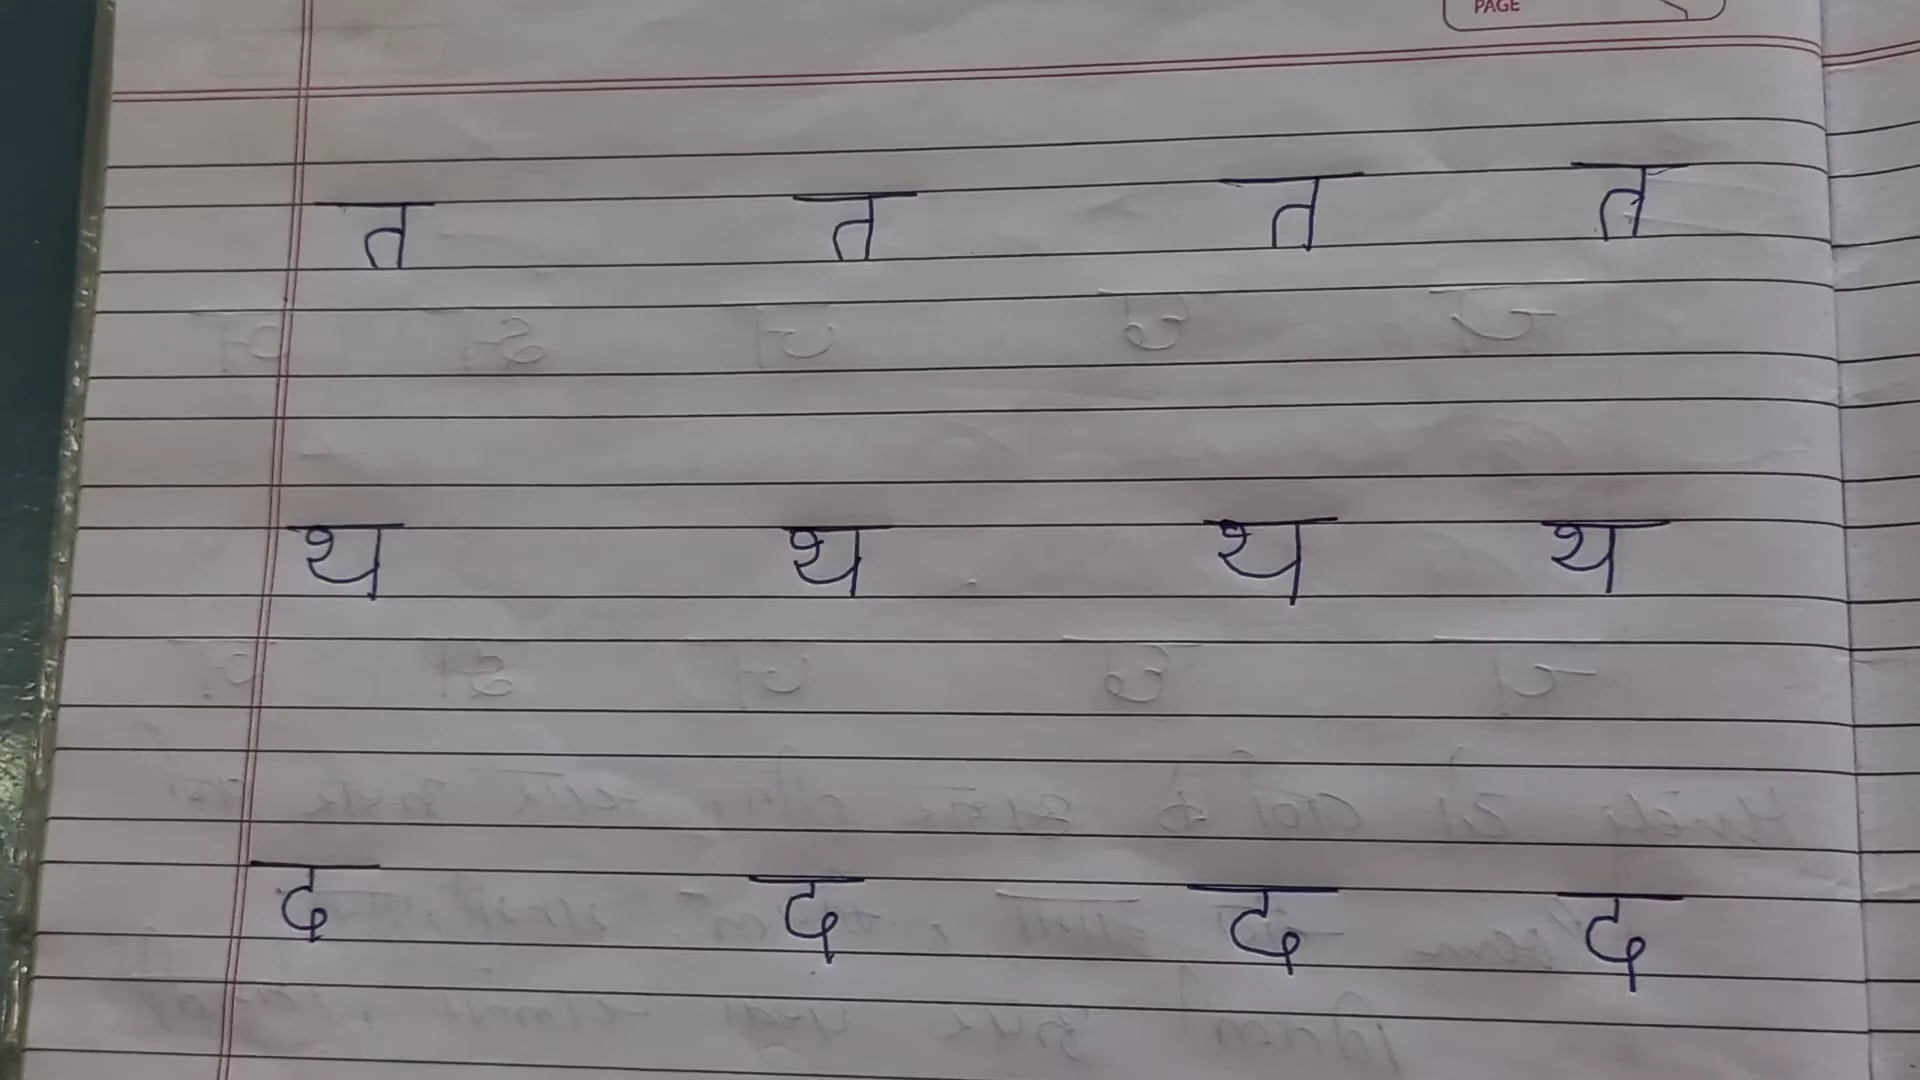 PAGE
त त त त
थ थ थ थ
द द द द